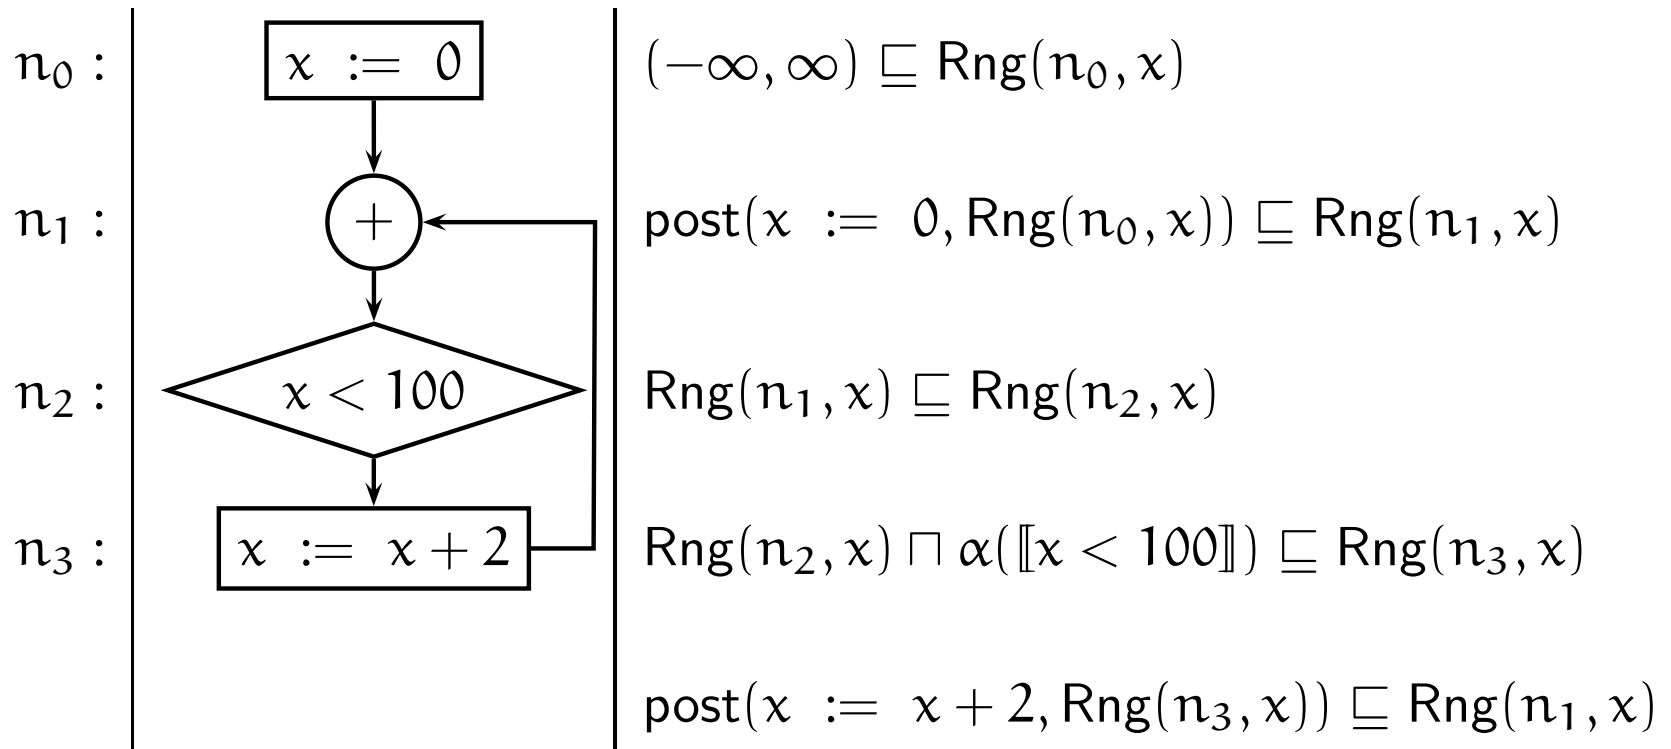 n₀ : x := 0 (−∞, ∞) ⊑ Rng(n₀, x)
n₁ : + post(x := 0, Rng(n₀, x)) ⊑ Rng(n₁, x)
n₂ : x < 100 Rng(n₁, x) ⊑ Rng(n₂, x)
n₃ : x := x + 2 Rng(n₂, x) ⊓ α(⟦x < 100⟧) ⊑ Rng(n₃, x)
post(x := x + 2, Rng(n₃, x)) ⊑ Rng(n₁, x)